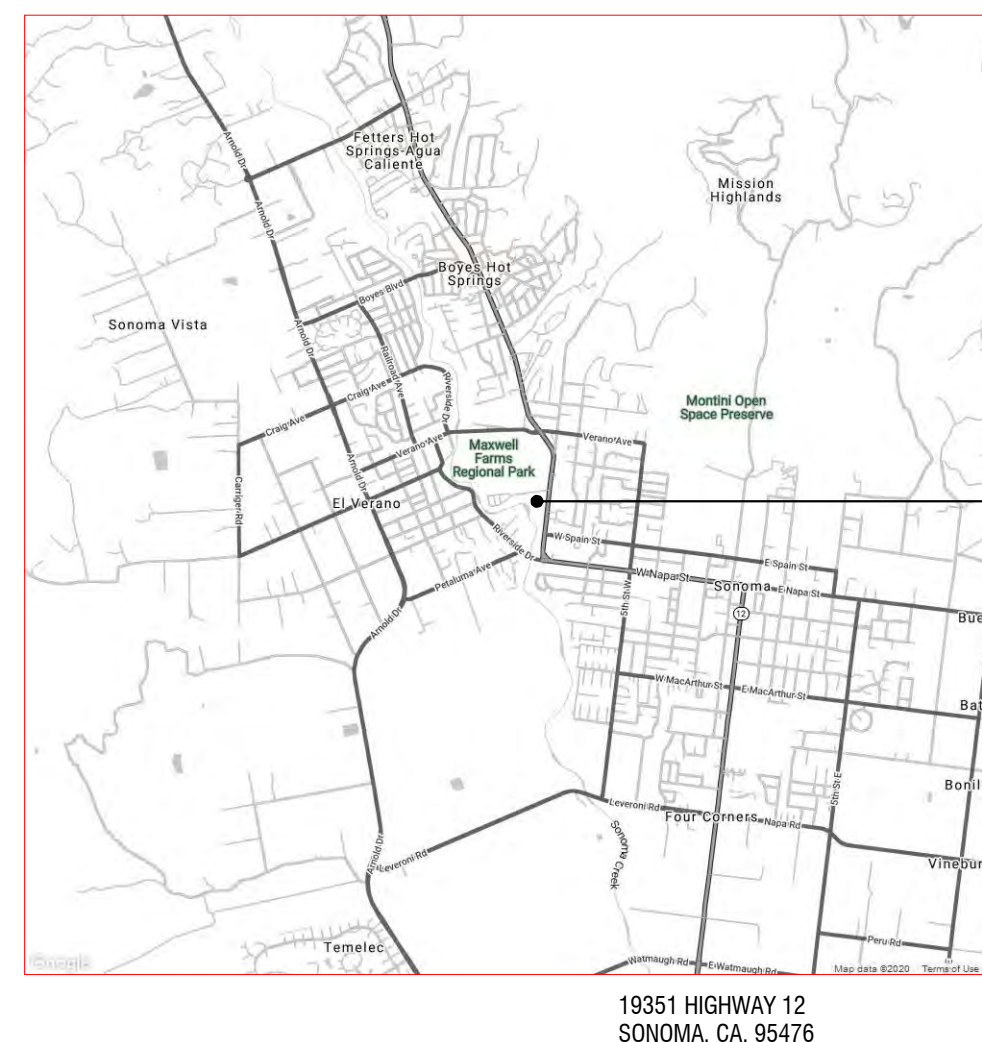 Arnold Dr
Fetters Hot
Springs-Agua
Caliente
Mission
Highlands
Arnold Dr
Boyes Hot
Springs
Boyes Blvd
Sonoma Vista
Arnold Dr
Railroad Ave
Craig Ave
Riverside Dr
Montini Open
Space Preserve
Craig Ave
Verano Ave
Verano Ave
Maxwell
Farms
Regional Park
Arnold Dr
Carriger Rd
El Verano
Riverside Dr
W Spain St
E Spain St
Petaluma Ave
W Napa St
Sonoma
E Napa St
5th St W
12
Arnold Dr
Bue
W MacArthur St
E MacArthur St
Bat
Bonil
5th St E
Leveroni Rd
Four Corners
Napa Rd
Sonoma Creek
Arnold Dr
Leveroni Rd
Vinebur
Temelec
Peru Rd
Watmaugh Rd
E Watmaugh Rd
Google
Map data ©2020
Terms of Use
19351 HIGHWAY 12
SONOMA, CA, 95476